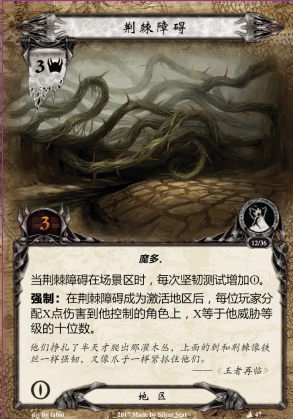 荆棘障碍
3
3
12/36
魔多.
当荆棘障碍在场景区时，每次坚韧测试增加①。
强制：在荆棘障碍成为激活地区后，每位玩家分
配X点伤害到他控制的角色上，X等于他威胁等
级的十位数。
他们挣扎了半天才爬出那灌木丛，上面的刺和荆棘像铁
丝一样强韧，又像爪子一样紧抓住他们。
——《王者再临》
地 区
diy by fabio
2017 Made by Silver Star
47